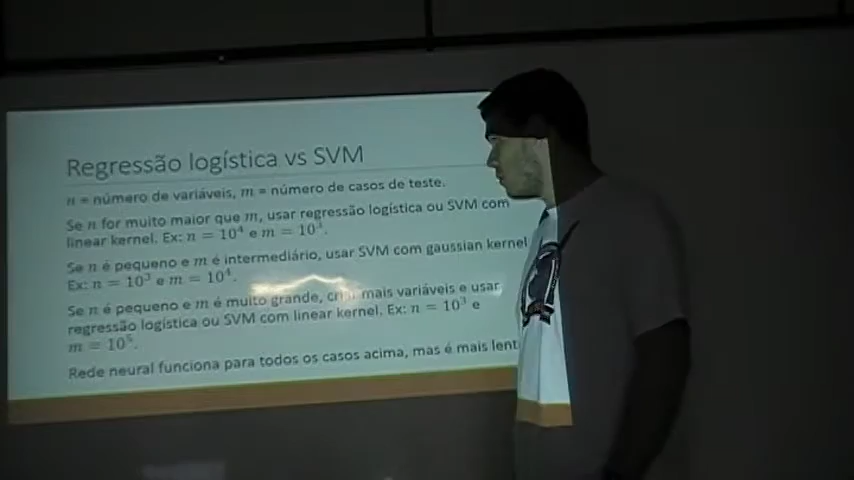 Regressão logística vs SVM
n = número de variáveis, m = número de casos de teste.
Se n for muito maior que m, usar regressão logística ou SVM com
linear kernel. Ex: n = 10⁴ e m = 10³.
Se n é pequeno e m é intermediário, usar SVM com gaussian kernel
Ex: n = 10³ e m = 10⁴.
Se n é pequeno e m é muito grande, mais variáveis e usar
regressão logística ou SVM com linear kernel. Ex: n = 10³ e
m = 10⁵.
Rede neural funciona para todos os casos acima, mas é mais lent